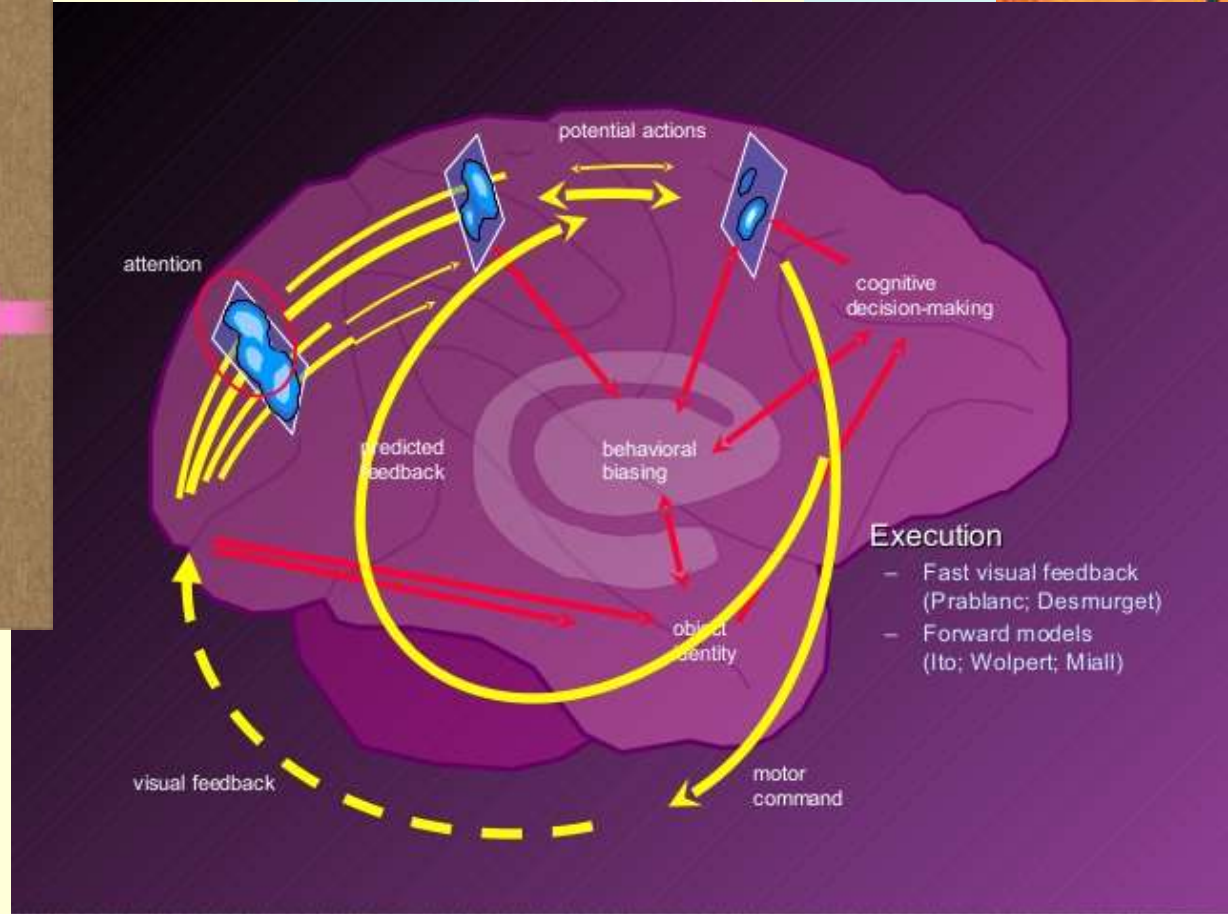 potential actions
attention
cognitive
decision-making
predicted
feedback
behavioral
biasing
Execution
– Fast visual feedback
(Prablanc; Desmurget)
– Forward models
(Ito; Wolpert; Miall)
object
identity
visual feedback
motor
command